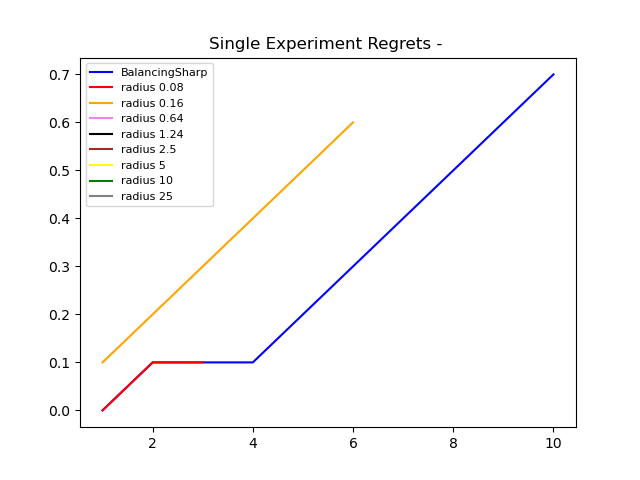 Single Experiment Regrets -
BalancingSharp
radius 0.08
radius 0.16
radius 0.64
radius 1.24
radius 2.5
radius 5
radius 10
radius 25
0.7
0.6
0.5
0.4
0.3
0.2
0.1
0.0
2 4 6 8 10